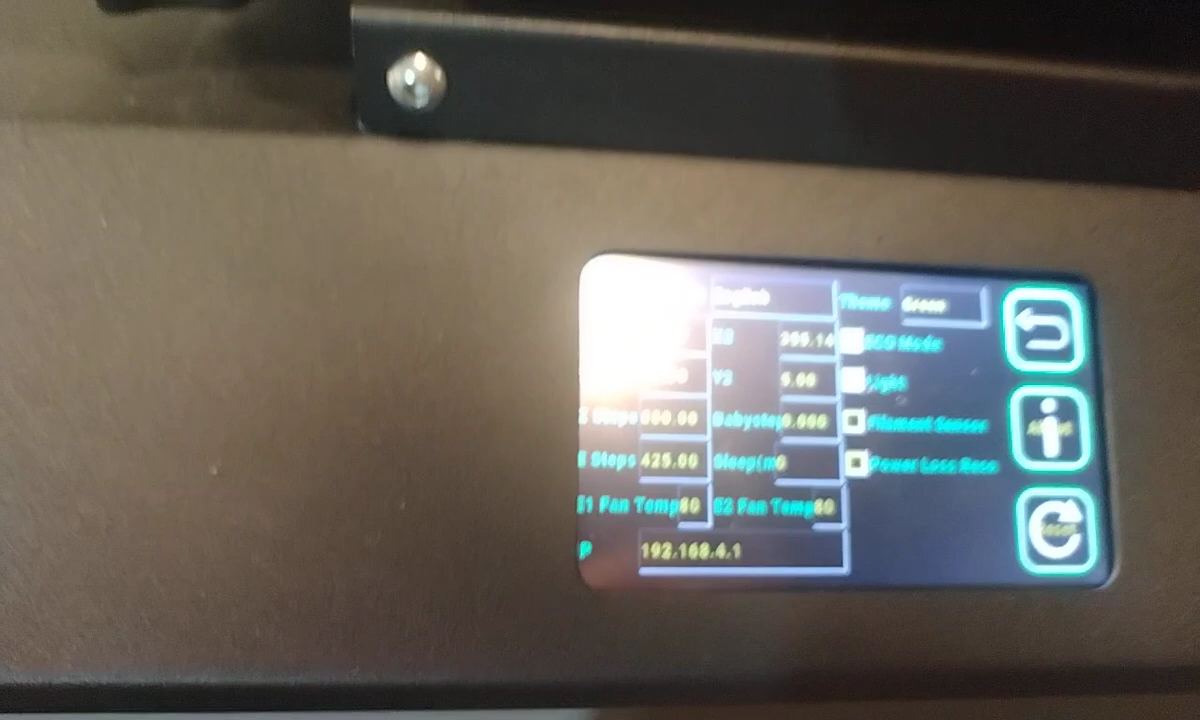 English Theme Green
X2 395.14 ECO Mode
Y2 5.00 Light
Z Steps 800.00 Babystep 0.000 Filament Sensor
E Steps 425.00 Sleep(m 0 Power Loss Reco
E1 Fan Temp 80 E2 Fan Temp 80
Reset
P 192.168.4.1